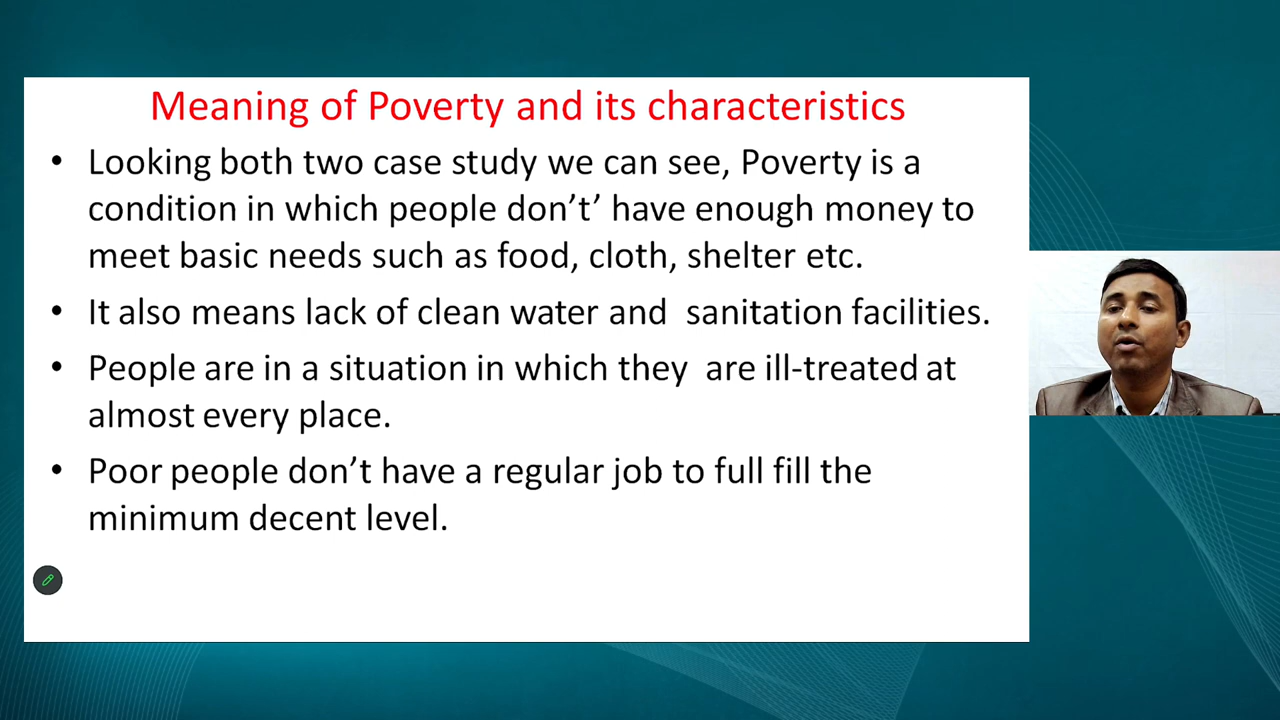 Meaning of Poverty and its characteristics
• Looking both two case study we can see, Poverty is a
condition in which people don’t’ have enough money to
meet basic needs such as food, cloth, shelter etc.
• It also means lack of clean water and  sanitation facilities.
• People are in a situation in which they  are ill-treated at
almost every place.
• Poor people don’t have a regular job to full fill the
minimum decent level.